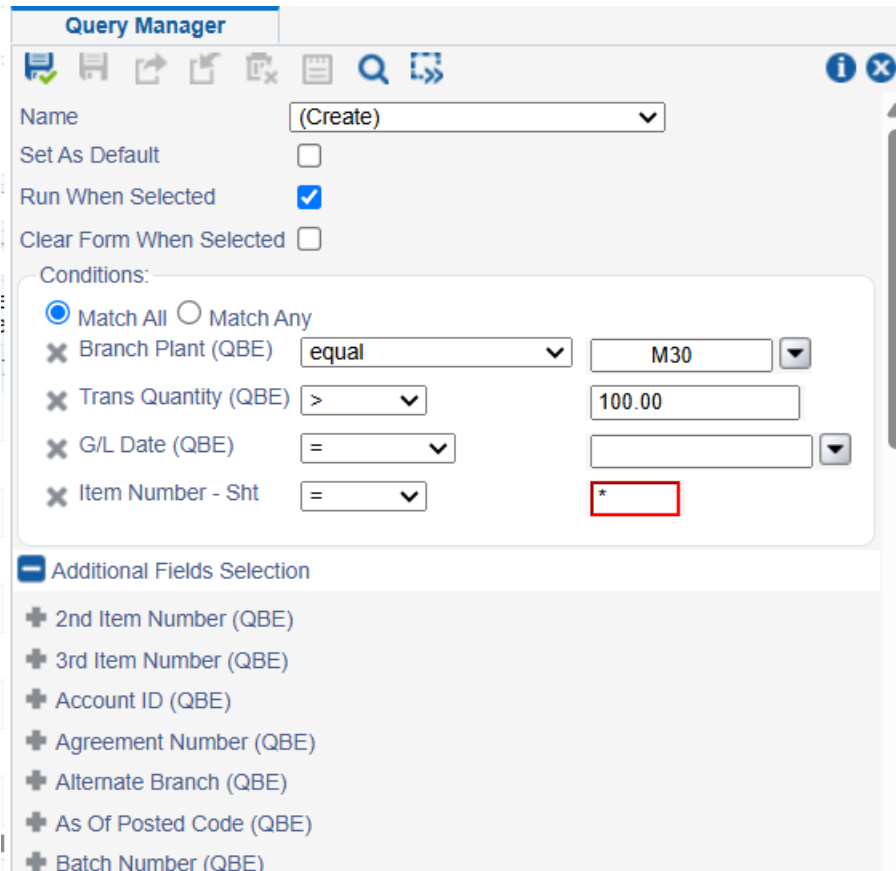 Query Manager
Name (Create)
Set As Default
Run When Selected
Clear Form When Selected
Conditions:
Match All Match Any
Branch Plant (QBE) equal M30
Trans Quantity (QBE) > 100.00
G/L Date (QBE) =
Item Number - Sht = *
Additional Fields Selection
2nd Item Number (QBE)
3rd Item Number (QBE)
Account ID (QBE)
Agreement Number (QBE)
Alternate Branch (QBE)
As Of Posted Code (QBE)
Batch Number (QBE)